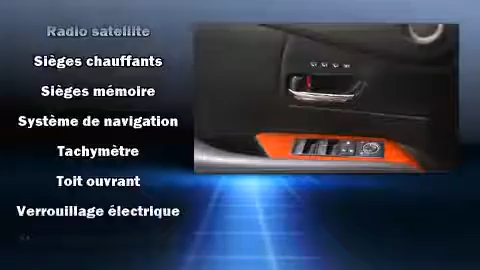 Radio satellite
Sièges chauffants
Sièges mémoire
Système de navigation
Tachymètre
Toit ouvrant
Verrouillage électrique